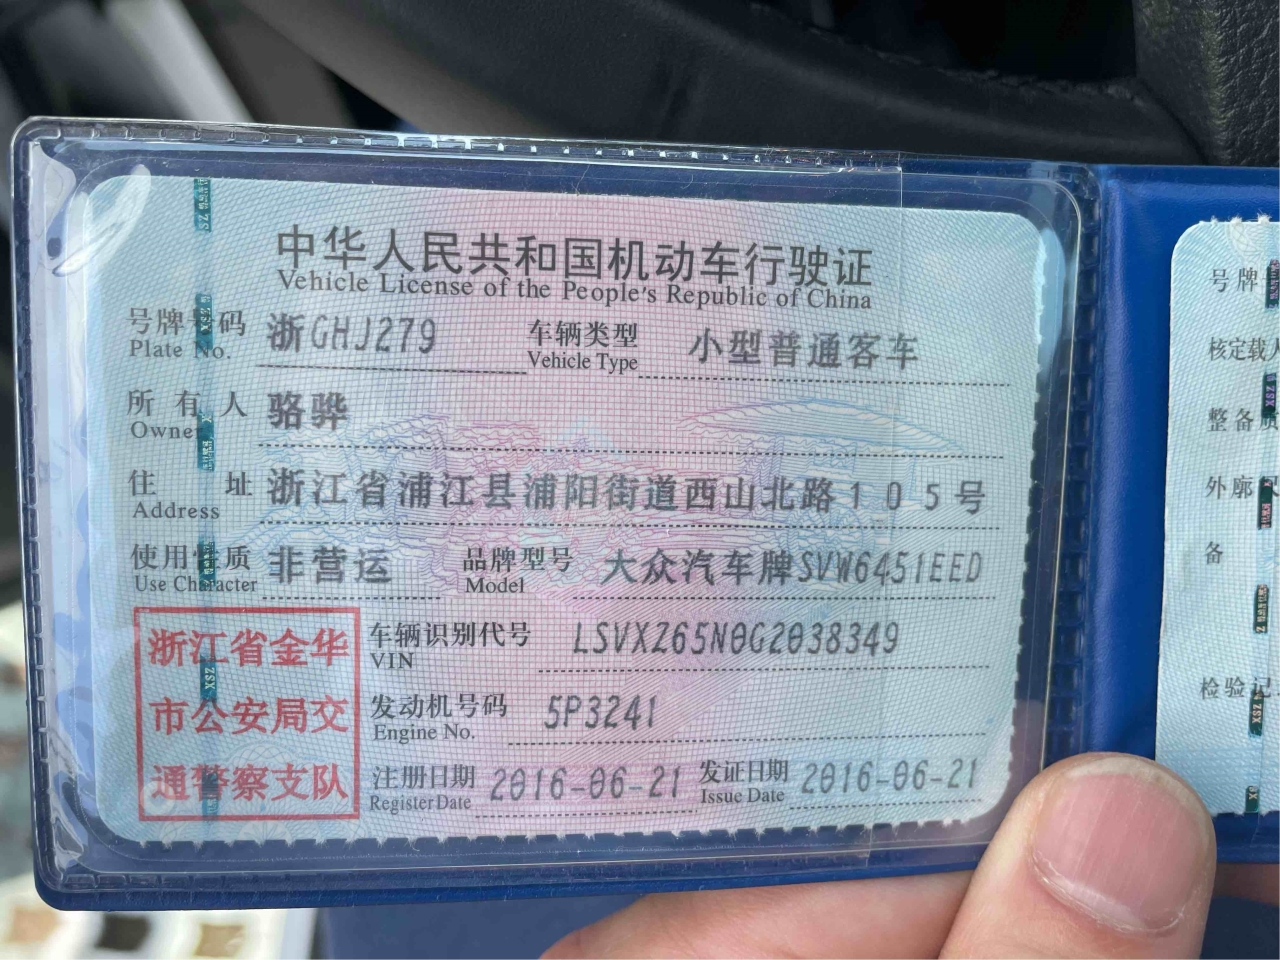 中华人民共和国机动车行驶证
Vehicle License of the People's Republic of China
号牌号码 浙GHJ279 车辆类型 小型普通客车
Plate No. Vehicle Type
所有人 骆骅
Owner
住址 浙江省浦江县浦阳街道西山北路105号
Address
使用性质 非营运 品牌型号 大众汽车牌SVW6451EED
Use Character Model
浙江省金华
市公安局交
通警察支队
车辆识别代号 LSVXZ65N0G2038349
VIN
发动机号码 5P3241
Engine No.
注册日期 2016-06-21 发证日期 2016-06-21
Register Date Issue Date
号牌
核定载人
整备质
外廓
备
检验记